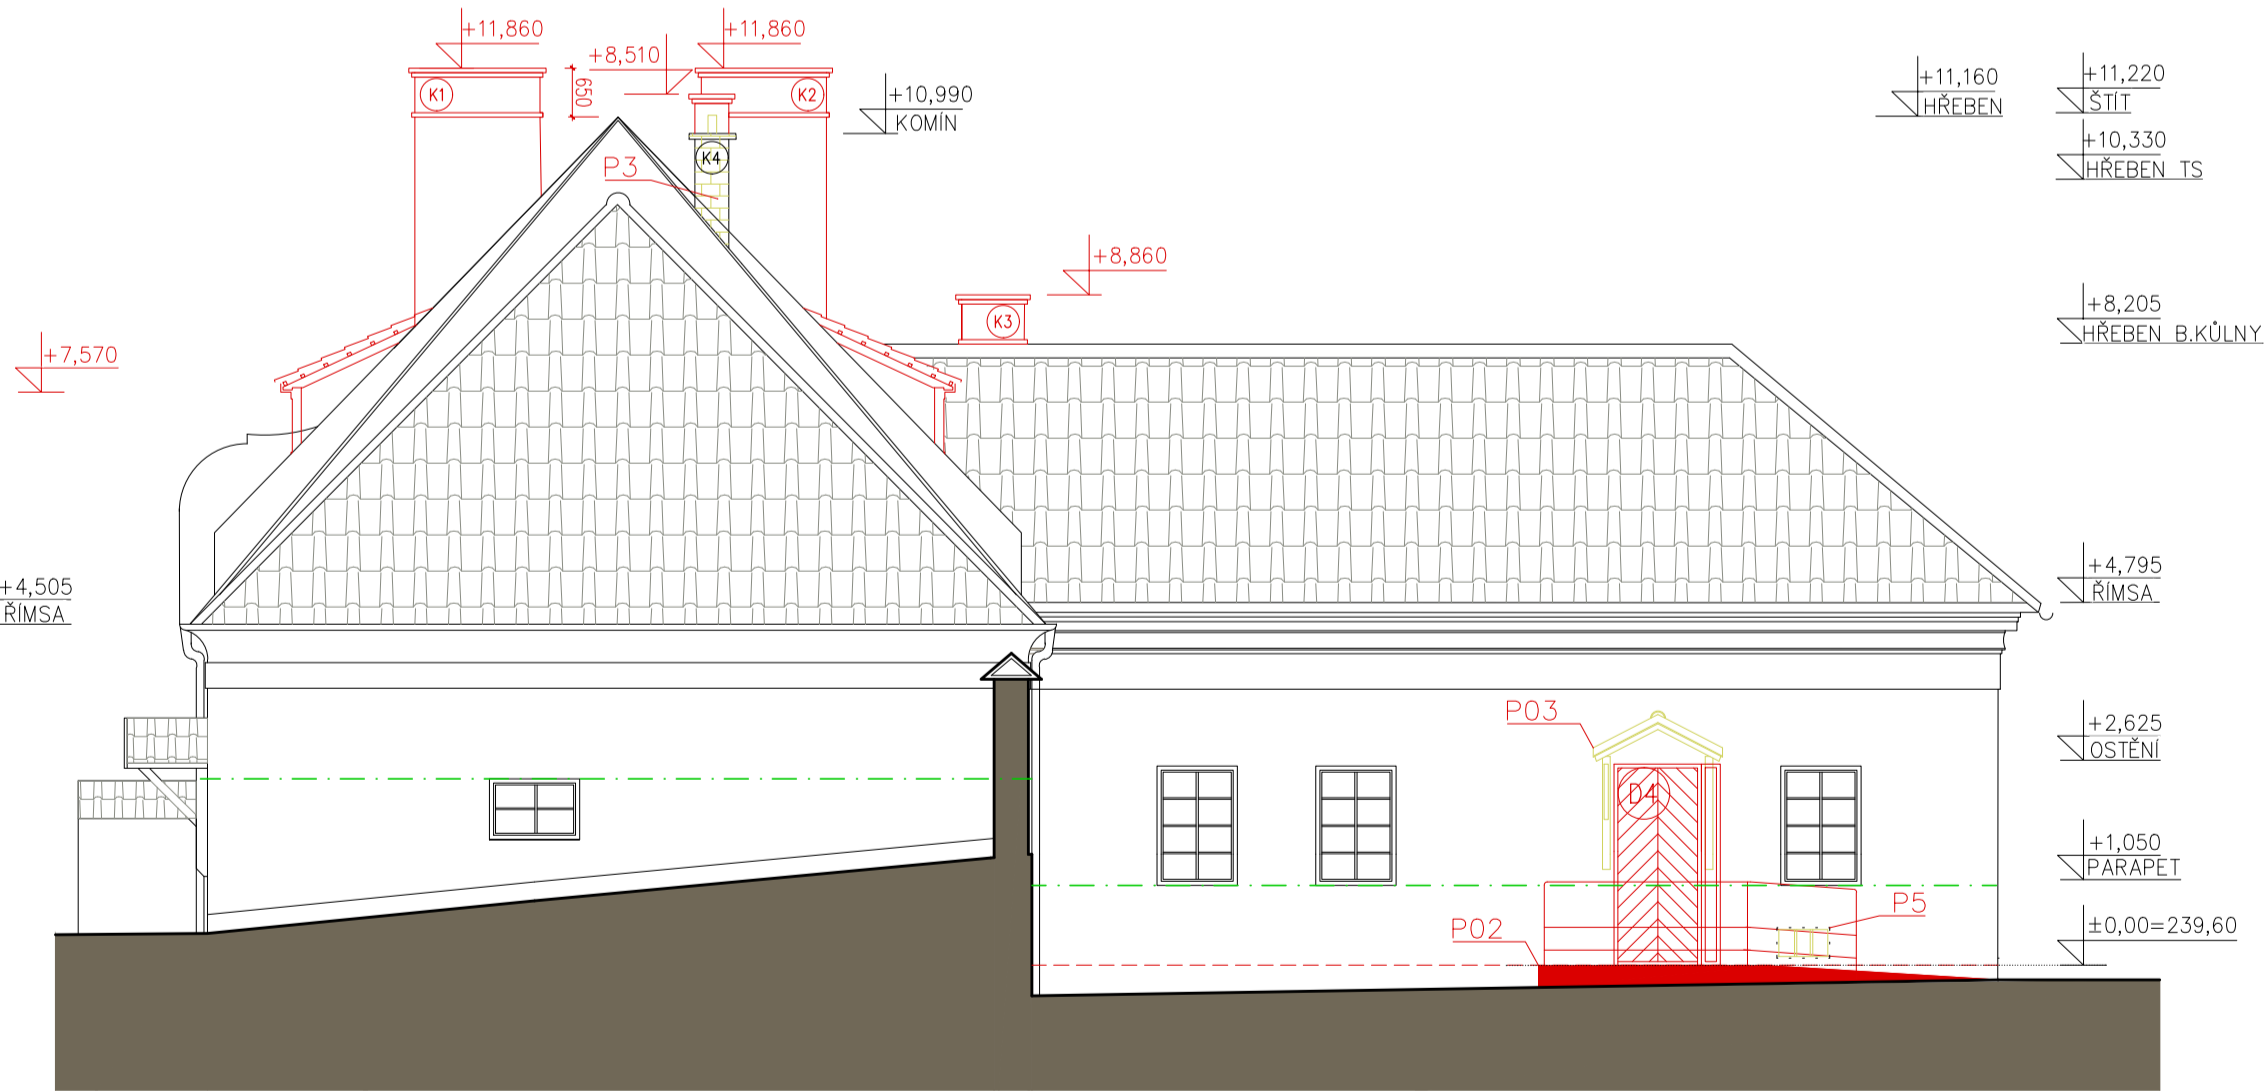 +11,860
+11,860
+8,510
650
K1
K2
+10,990
KOMÍN
+11,160
HŘEBEN
+11,220
ŠTÍT
+10,330
HŘEBEN TS
K4
P3
+8,860
+8,205
HŘEBEN B.KŮLNY
K3
+7,570
+4,505
ŘÍMSA
+4,795
ŘÍMSA
P03
+2,625
OSTĚNÍ
D4
+1,050
PARAPET
P5
P02
±0,00=239,60